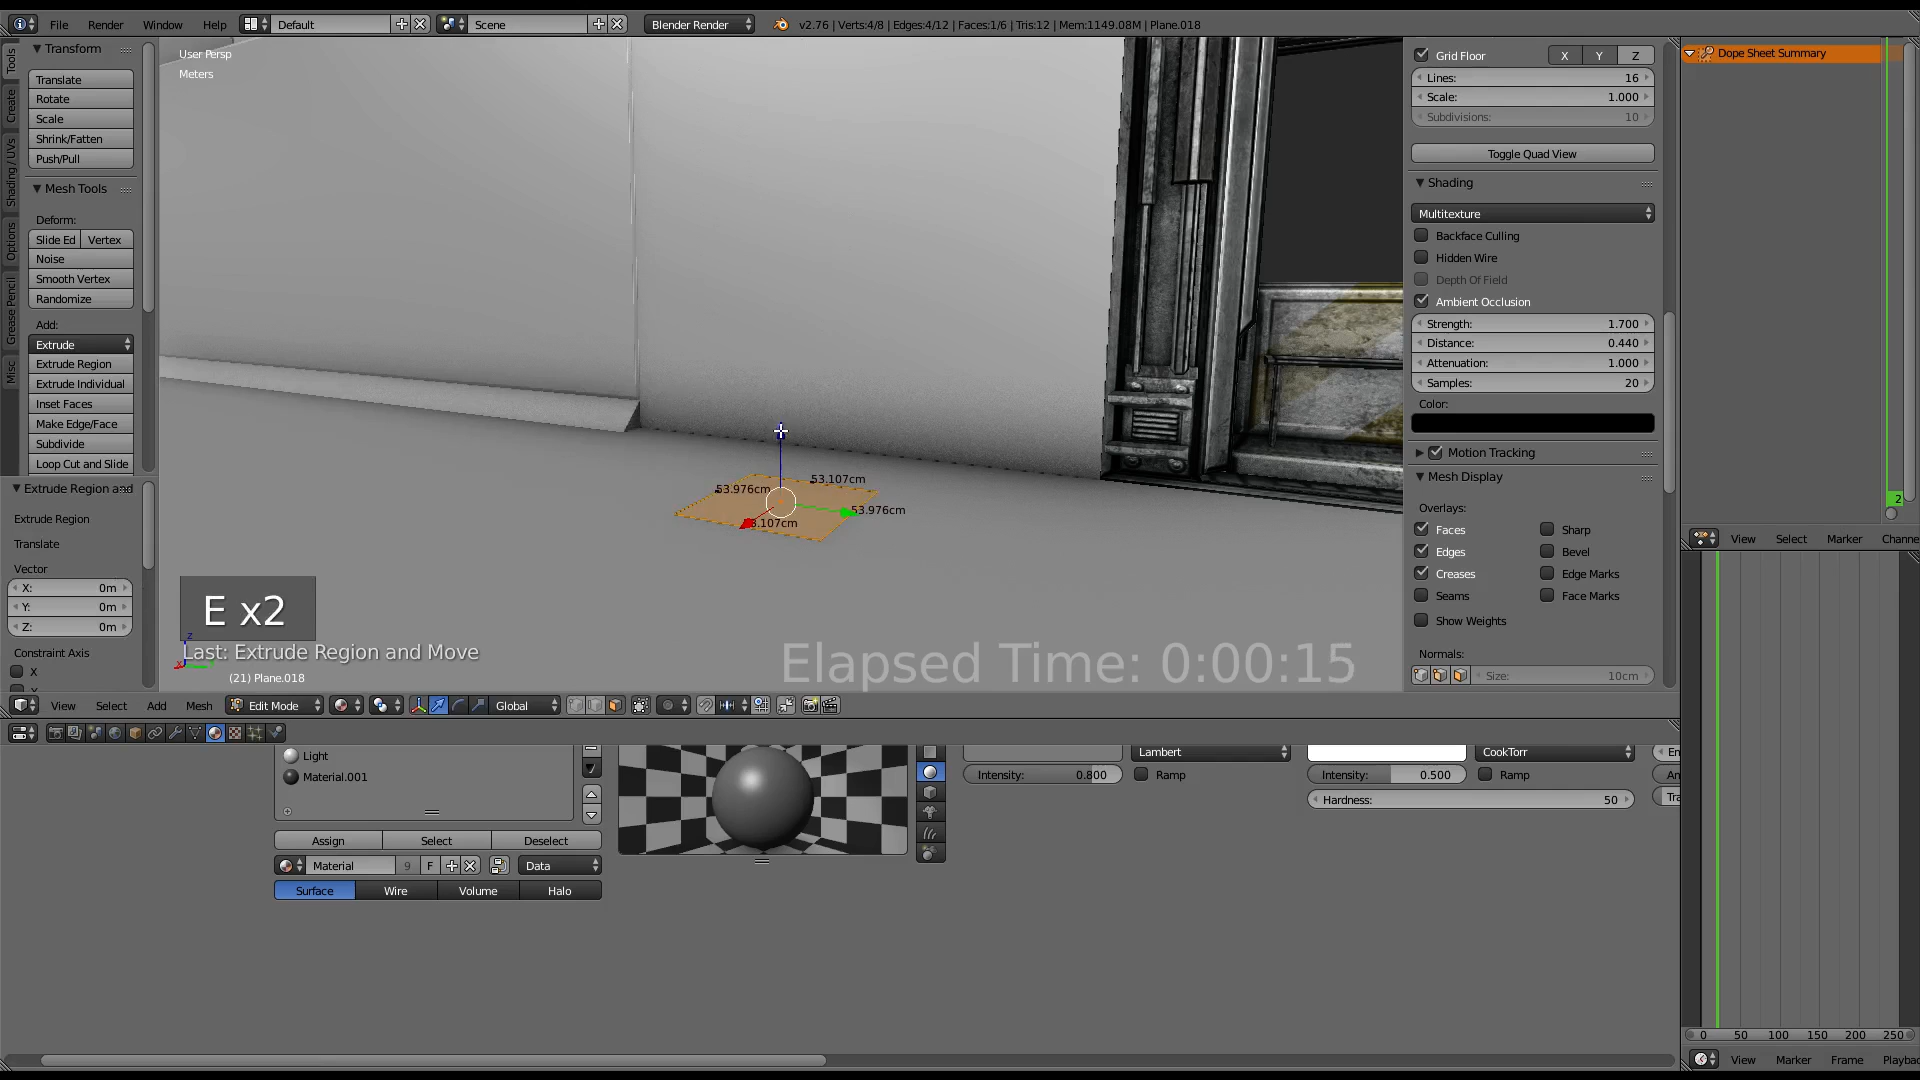 File Render Window Help Default Scene Blender Render v2.76 | Verts:4/8 | Edges:4/12 | Faces:1/6 | Tris:12 | Mem:1149.08M | Plane.018
Tools
Create
Shading / UVs
Options
Grease Pencil
Misc
Transform
Translate
Rotate
Scale
Shrink/Fatten
Push/Pull
Mesh Tools
Deform:
Slide Ed Vertex
Noise
Smooth Vertex
Randomize
Add:
Extrude
Extrude Region
Extrude Individual
Inset Faces
Make Edge/Face
Subdivide
Loop Cut and Slide
Extrude Region and
Extrude Region
Translate
Vector
X: 0m
Y: 0m
Z: 0m
Constraint Axis
X
User Persp
Meters
53.107cm
53.976cm
53.976cm
3.107cm
E x2
Last: Extrude Region and Move
Elapsed Time: 0:00:15
(21) Plane.018
Grid Floor X Y Z
Lines: 16
Scale: 1.000
Subdivisions: 10
Toggle Quad View
Shading
Multitexture
Backface Culling
Hidden Wire
Depth Of Field
Ambient Occlusion
Strength: 1.700
Distance: 0.440
Attenuation: 1.000
Samples: 20
Color:
Motion Tracking
Mesh Display
Overlays:
Faces Sharp
Edges Bevel
Creases Edge Marks
Seams Face Marks
Show Weights
Normals:
Size: 10cm
Dope Sheet Summary
2
View Select Marker Channe
View Select Add Mesh Edit Mode Global
Light
Material.001
Assign Select Deselect
Material 9 F Data
Surface Wire Volume Halo
Lambert
Intensity: 0.800 Ramp
CookTorr
Intensity: 0.500 Ramp
Hardness: 50
0 50 100 150 200 250
View Marker Frame Playba